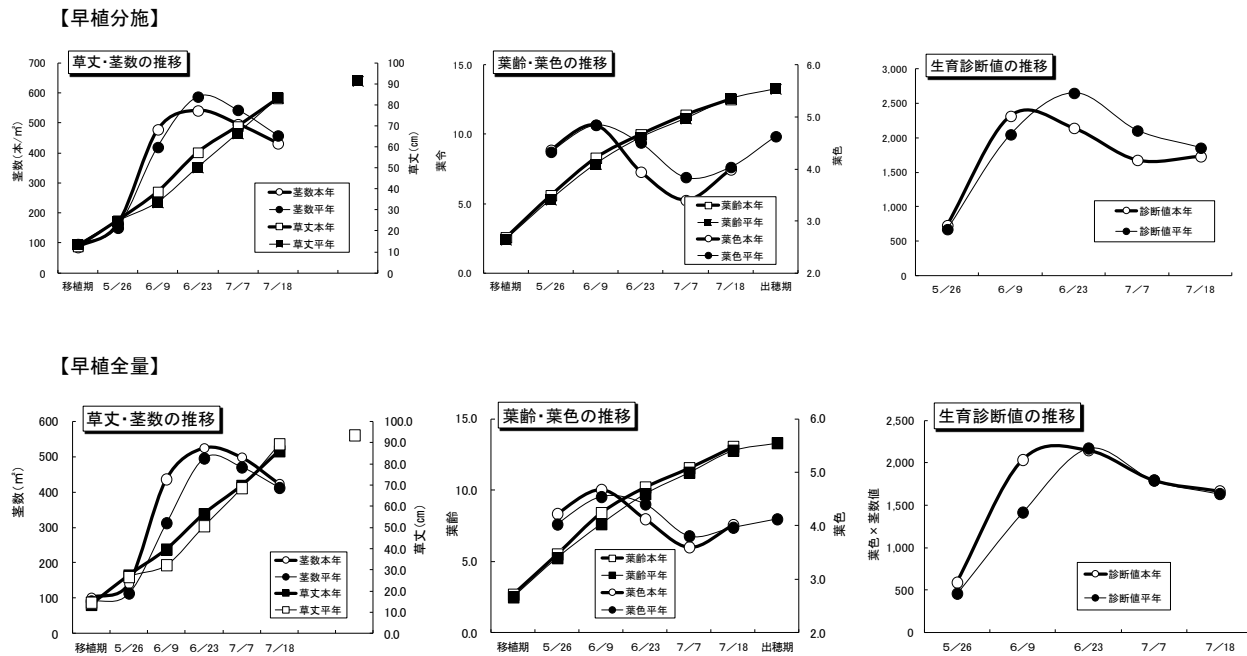 【早植分施】
草丈・茎数の推移
茎数(本/㎡)
700
600
500
400
300
200
100
0
100
90
80
70
60
50
40
30
20
10
0
草丈(cm)
移植期 5/26 6/9 6/23 7/7 7/18
茎数本年
茎数平年
草丈本年
草丈平年
葉齢・葉色の推移
葉令
15.0
10.0
5.0
0.0
6.0
5.0
4.0
3.0
2.0
葉色
移植期 5/26 6/9 6/23 7/7 7/18 出穂期
葉齢本年
葉齢平年
葉色本年
葉色平年
生育診断値の推移
3,000
2,500
2,000
1,500
1,000
500
0
5/26 6/9 6/23 7/7 7/18
診断値本年
診断値平年
【早植全量】
草丈・茎数の推移
茎数(㎡)
600
500
400
300
200
100
0
100.0
90.0
80.0
70.0
60.0
50.0
40.0
30.0
20.0
10.0
0.0
草丈(cm)
移植期 5/26 6/9 6/23 7/7 7/18
茎数本年
茎数平年
草丈本年
草丈平年
葉齢・葉色の推移
葉齢
15.0
10.0
5.0
0.0
6.0
5.0
4.0
3.0
2.0
葉色
移植期 5/26 6/9 6/23 7/7 7/18 出穂期
葉齢本年
葉齢平年
葉色本年
葉色平年
生育診断値の推移
葉色×茎数値
2,500
2,000
1,500
1,000
500
0
5/26 6/9 6/23 7/7 7/18
診断値本年
診断値平年